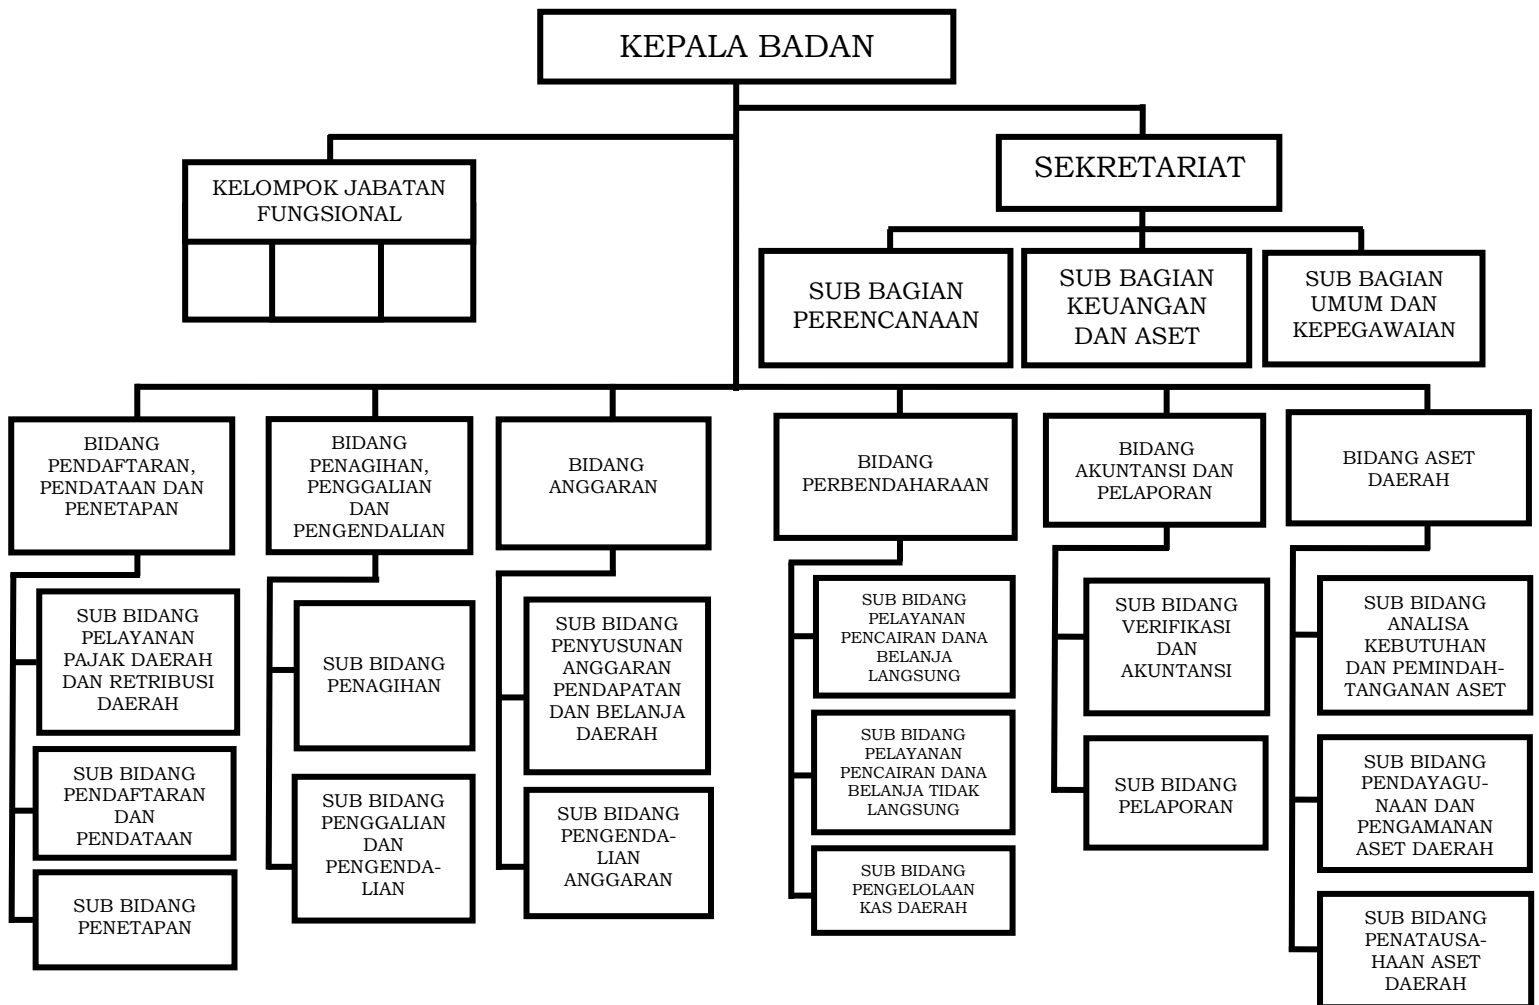 KEPALA BADAN
SEKRETARIAT
KELOMPOK JABATAN
FUNGSIONAL
SUB BAGIAN
PERENCANAAN
SUB BAGIAN
KEUANGAN
DAN ASET
SUB BAGIAN
UMUM DAN
KEPEGAWAIAN
BIDANG
PENDAFTARAN,
PENDATAAN DAN
PENETAPAN
BIDANG
PENAGIHAN,
PENGGALIAN
DAN
PENGENDALIAN
BIDANG
ANGGARAN
BIDANG
PERBENDAHARAAN
BIDANG
AKUNTANSI DAN
PELAPORAN
BIDANG ASET
DAERAH
SUB BIDANG
PELAYANAN
PAJAK DAERAH
DAN RETRIBUSI
DAERAH
SUB BIDANG
PENDAFTARAN
DAN
PENDATAAN
SUB BIDANG
PENETAPAN
SUB BIDANG
PENAGIHAN
SUB BIDANG
PENGGALIAN
DAN
PENGENDA-
LIAN
SUB BIDANG
PENYUSUNAN
ANGGARAN
PENDAPATAN
DAN BELANJA
DAERAH
SUB BIDANG
PENGENDA-
LIAN
ANGGARAN
SUB BIDANG
PELAYANAN
PENCAIRAN DANA
BELANJA
LANGSUNG
SUB BIDANG
PELAYANAN
PENCAIRAN DANA
BELANJA TIDAK
LANGSUNG
SUB BIDANG
PENGELOLAAN
KAS DAERAH
SUB BIDANG
VERIFIKASI
DAN
AKUNTANSI
SUB BIDANG
PELAPORAN
SUB BIDANG
ANALISA
KEBUTUHAN
DAN PEMINDAH-
TANGANAN ASET
SUB BIDANG
PENDAYAGU-
NAAN DAN
PENGAMANAN
ASET DAERAH
SUB BIDANG
PENATAUSA-
HAAN ASET
DAERAH